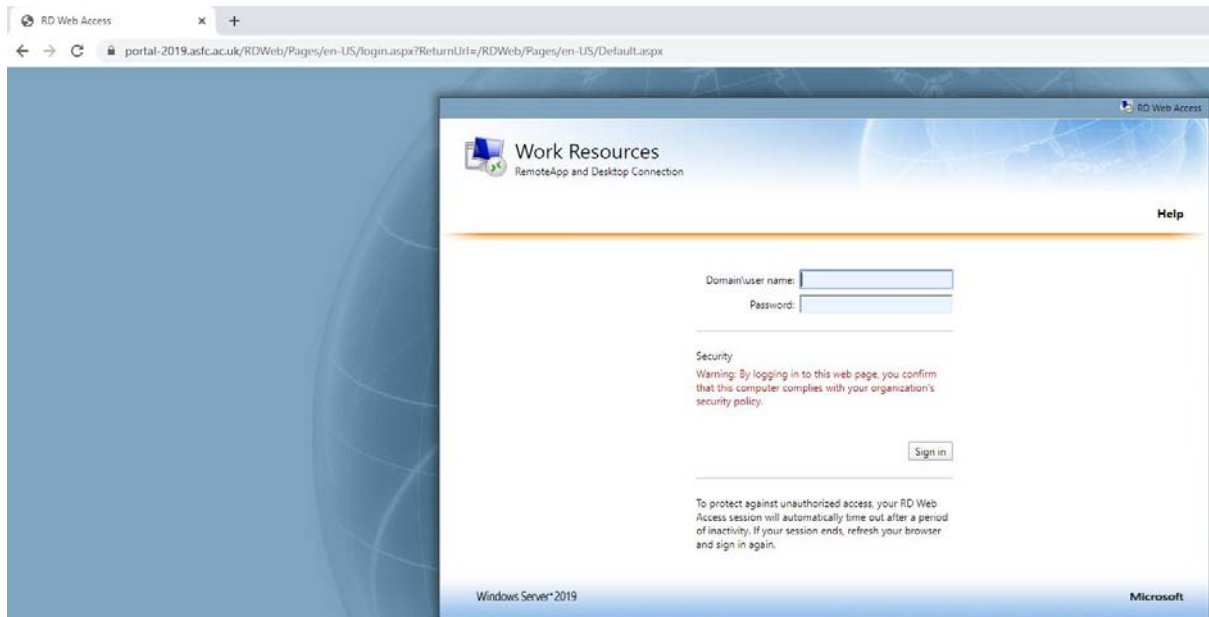 RD Web Access
portal-2019.asfc.ac.uk/RDWeb/Pages/en-US/login.aspx?ReturnUrl=/RDWeb/Pages/en-US/Default.aspx
RD Web Access
Work Resources
RemoteApp and Desktop Connection
Help
Domain\user name:
Password:
Security
Warning: By logging in to this web page, you confirm
that this computer complies with your organization's
security policy.
Sign in
To protect against unauthorized access, your RD Web
Access session will automatically time out after a period
of inactivity. If your session ends, refresh your browser
and sign in again.
Windows Server® 2019
Microsoft